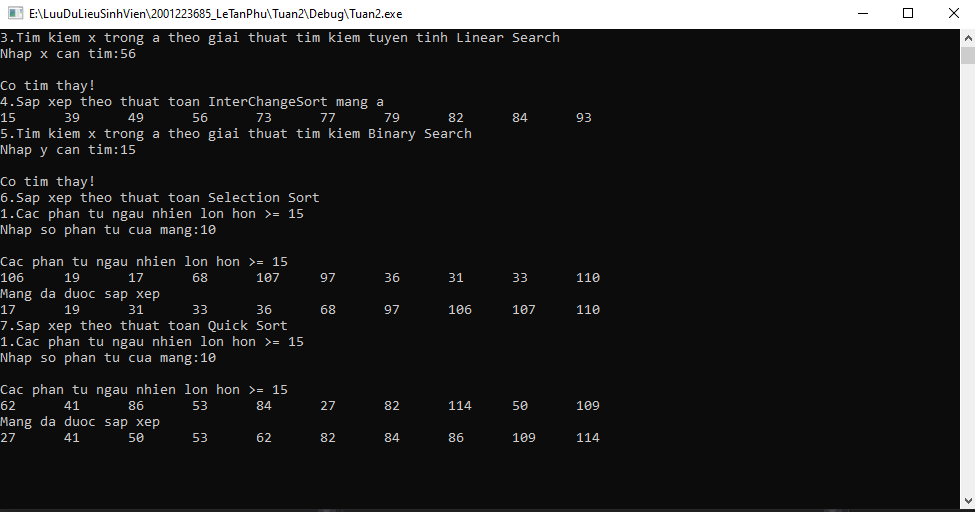 E:\LuuDuLieuSinhVien\2001223685_LeTanPhu\Tuan2\Debug\Tuan2.exe
3.Tim kiem x trong a theo giai thuat tim kiem tuyen tinh Linear Search
Nhap x can tim:56
Co tim thay!
4.Sap xep theo thuat toan InterChangeSort mang a
15 39 49 56 73 77 79 82 84 93
5.Tim kiem x trong a theo giai thuat tim kiem Binary Search
Nhap y can tim:15
Co tim thay!
6.Sap xep theo thuat toan Selection Sort
1.Cac phan tu ngau nhien lon hon >= 15
Nhap so phan tu cua mang:10
Cac phan tu ngau nhien lon hon >= 15
106 19 17 68 107 97 36 31 33 110
Mang da duoc sap xep
17 19 31 33 36 68 97 106 107 110
7.Sap xep theo thuat toan Quick Sort
1.Cac phan tu ngau nhien lon hon >= 15
Nhap so phan tu cua mang:10
Cac phan tu ngau nhien lon hon >= 15
62 41 86 53 84 27 82 114 50 109
Mang da duoc sap xep
27 41 50 53 62 82 84 86 109 114